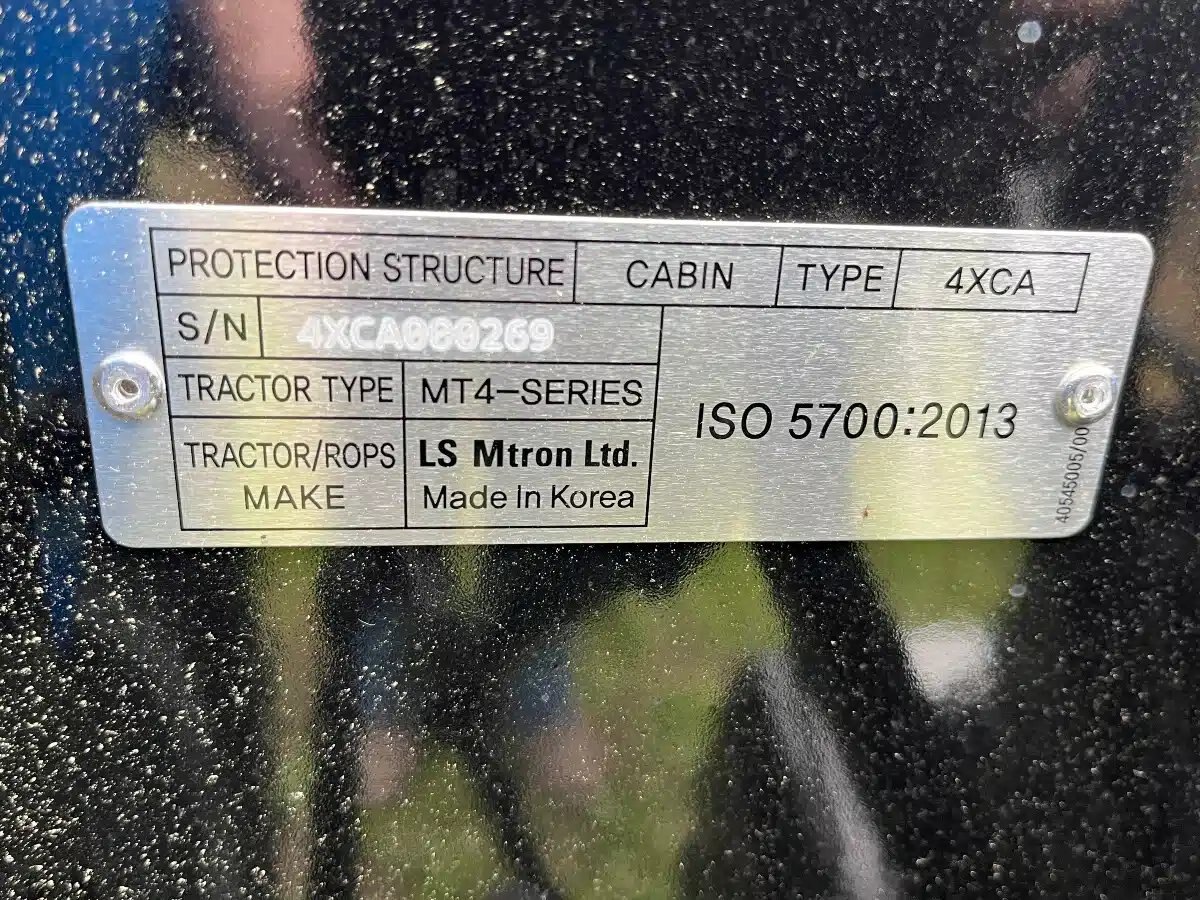 PROTECTION STRUCTURE CABIN TYPE 4XCA
S/N 4XCA000269
TRACTOR TYPE MT4-SERIES
ISO 5700:2013
TRACTOR/ROPS MAKE
LS Mtron Ltd.
Made In Korea
40545005/00